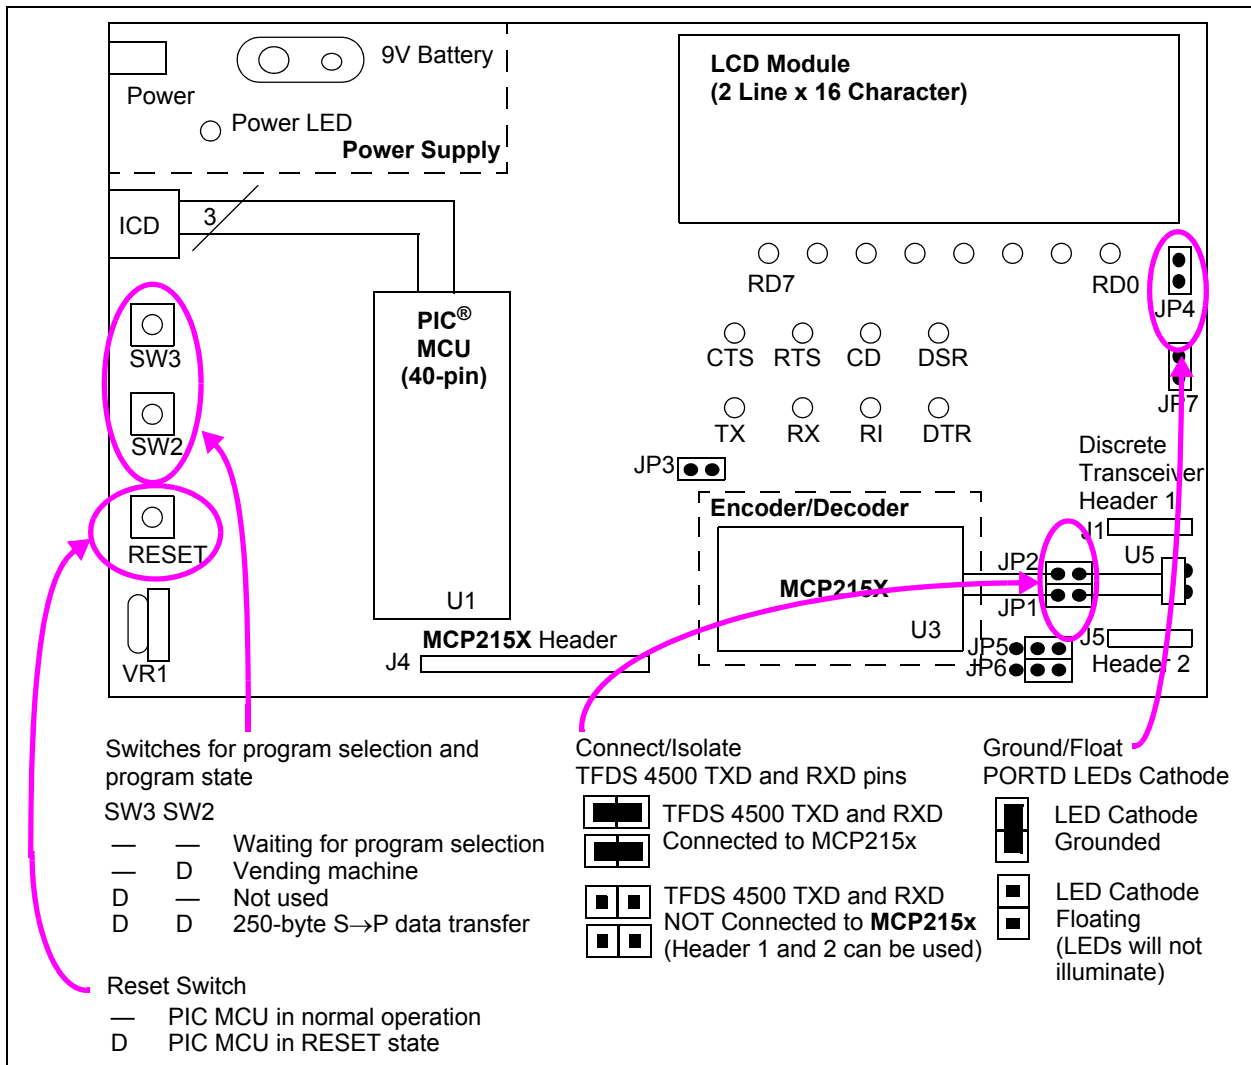 9V Battery
Power
Power LED
Power Supply
LCD Module
(2 Line x 16 Character)
ICD
3
RD7
RD0
JP4
PIC®
MCU
(40-pin)
SW3
CTS RTS CD DSR
JP7
SW2
TX RX RI DTR
JP3
Discrete
Transceiver
Header 1
Encoder/Decoder
J1
RESET
JP2
U5
MCP215X
JP1
U1
U3
MCP215X Header
J4
JP5
J5
JP6
Header 2
VR1
Switches for program selection and
program state
SW3 SW2
— — Waiting for program selection
— D Vending machine
D — Not used
D D 250-byte S→P data transfer
Reset Switch
— PIC MCU in normal operation
D PIC MCU in RESET state
Connect/Isolate
TFDS 4500 TXD and RXD pins
TFDS 4500 TXD and RXD
Connected to MCP215x
TFDS 4500 TXD and RXD
NOT Connected to MCP215x
(Header 1 and 2 can be used)
Ground/Float
PORTD LEDs Cathode
LED Cathode
Grounded
LED Cathode
Floating
(LEDs will not
illuminate)